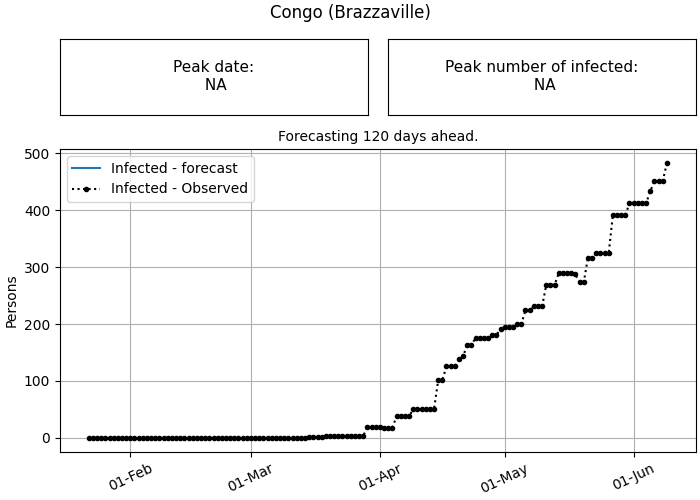 Congo (Brazzaville)
Peak date:
NA
Peak number of infected:
NA
Forecasting 120 days ahead.
Infected - forecast
Infected - Observed
Persons
500
400
300
200
100
0
01-Feb
01-Mar
01-Apr
01-May
01-Jun